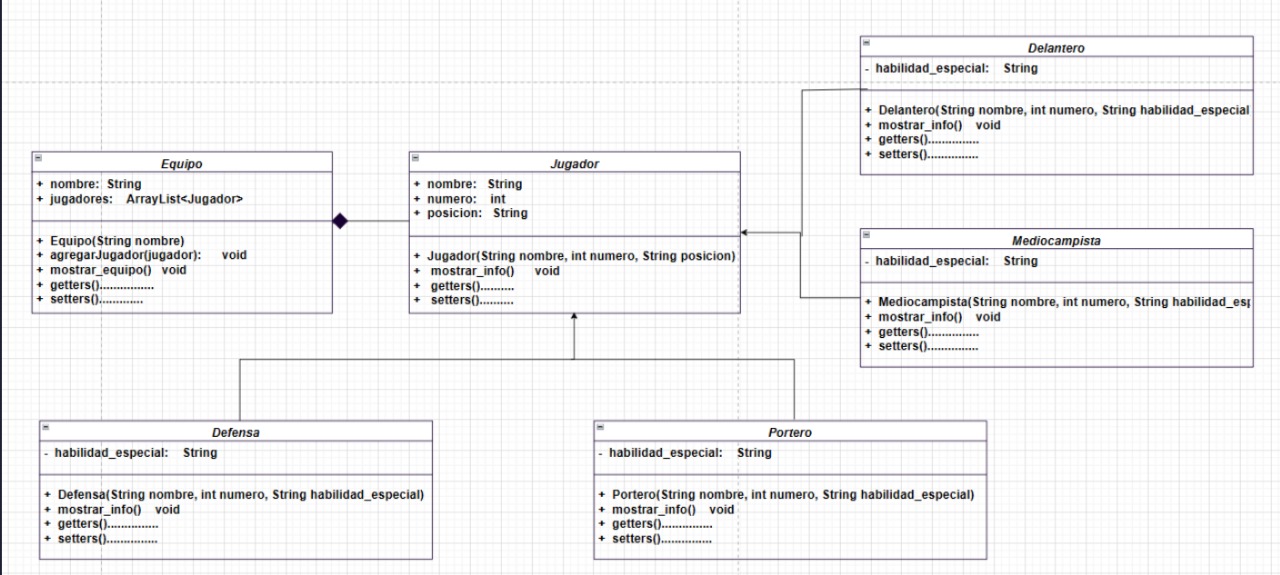 Equipo
+ nombre: String
+ jugadores: ArrayList<Jugador>
+ Equipo(String nombre)
+ agregarJugador(jugador): void
+ mostrar_equipo() void
+ getters()................
+ setters().............
Jugador
+ nombre: String
+ numero: int
+ posicion: String
+ Jugador(String nombre, int numero, String posicion)
+ mostrar_info() void
+ getters()..........
+ setters()..........
Delantero
- habilidad_especial: String
+ Delantero(String nombre, int numero, String habilidad_especial
+ mostrar_info() void
+ getters()...............
+ setters()...............
Mediocampista
- habilidad_especial: String
+ Mediocampista(String nombre, int numero, String habilidad_esp
+ mostrar_info() void
+ getters()...............
+ setters()...............
Defensa
- habilidad_especial: String
+ Defensa(String nombre, int numero, String habilidad_especial)
+ mostrar_info() void
+ getters()...............
+ setters()...............
Portero
- habilidad_especial: String
+ Portero(String nombre, int numero, String habilidad_especial)
+ mostrar_info() void
+ getters()...............
+ setters()...............